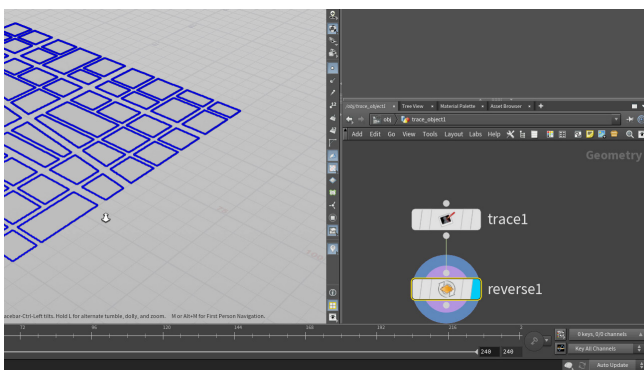 /obj/trace_object1 × Tree View × Material Palette × Asset Browser × +
obj trace_object1
Add Edit Go View Tools Layout Labs Help
Geometry
trace1
reverse1
acebar-Ctrl-Left tilts. Hold L for alternate tumble, dolly, and zoom. M or Alt+M for First Person Navigation.
72 96 120 144 168 192 216 2
0 keys, 0/0 channels
240 240
Key All Channels
Auto Update